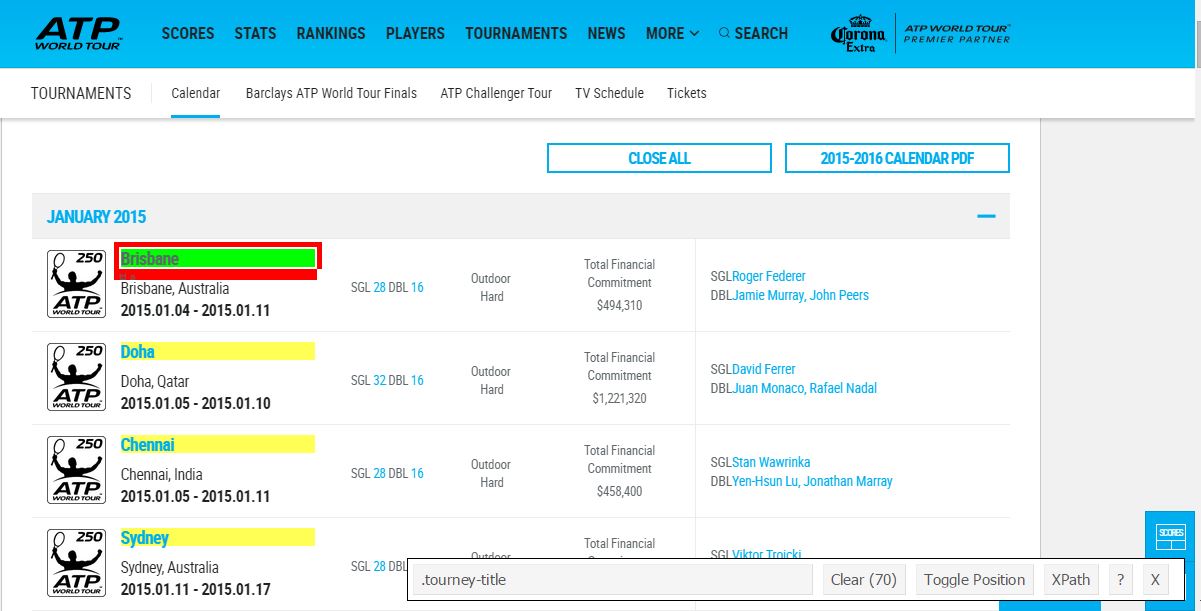 ATP WORLD TOUR SCORES STATS RANKINGS PLAYERS TOURNAMENTS NEWS MORE SEARCH Corona Extra ATP WORLD TOUR PREMIER PARTNER
TOURNAMENTS Calendar Barclays ATP World Tour Finals ATP Challenger Tour TV Schedule Tickets
CLOSE ALL 2015-2016 CALENDAR PDF
JANUARY 2015
250 ATP WORLD TOUR
Brisbane
Brisbane, Australia
2015.01.04 - 2015.01.11
SGL 28 DBL 16
Outdoor
Hard
Total Financial
Commitment
$494,310
SGLRoger Federer
DBLJamie Murray, John Peers
250 ATP WORLD TOUR
Doha
Doha, Qatar
2015.01.05 - 2015.01.10
SGL 32 DBL 16
Outdoor
Hard
Total Financial
Commitment
$1,221,320
SGLDavid Ferrer
DBLJuan Monaco, Rafael Nadal
250 ATP WORLD TOUR
Chennai
Chennai, India
2015.01.05 - 2015.01.11
SGL 28 DBL 16
Outdoor
Hard
Total Financial
Commitment
$458,400
SGLStan Wawrinka
DBLYen-Hsun Lu, Jonathan Marray
250 ATP WORLD TOUR
Sydney
Sydney, Australia
2015.01.11 - 2015.01.17
SGL 28 DBL
Outdoor
Total Financial
SGLViktor Troicki
SCORES
.tourney-title Clear (70) Toggle Position XPath ? X